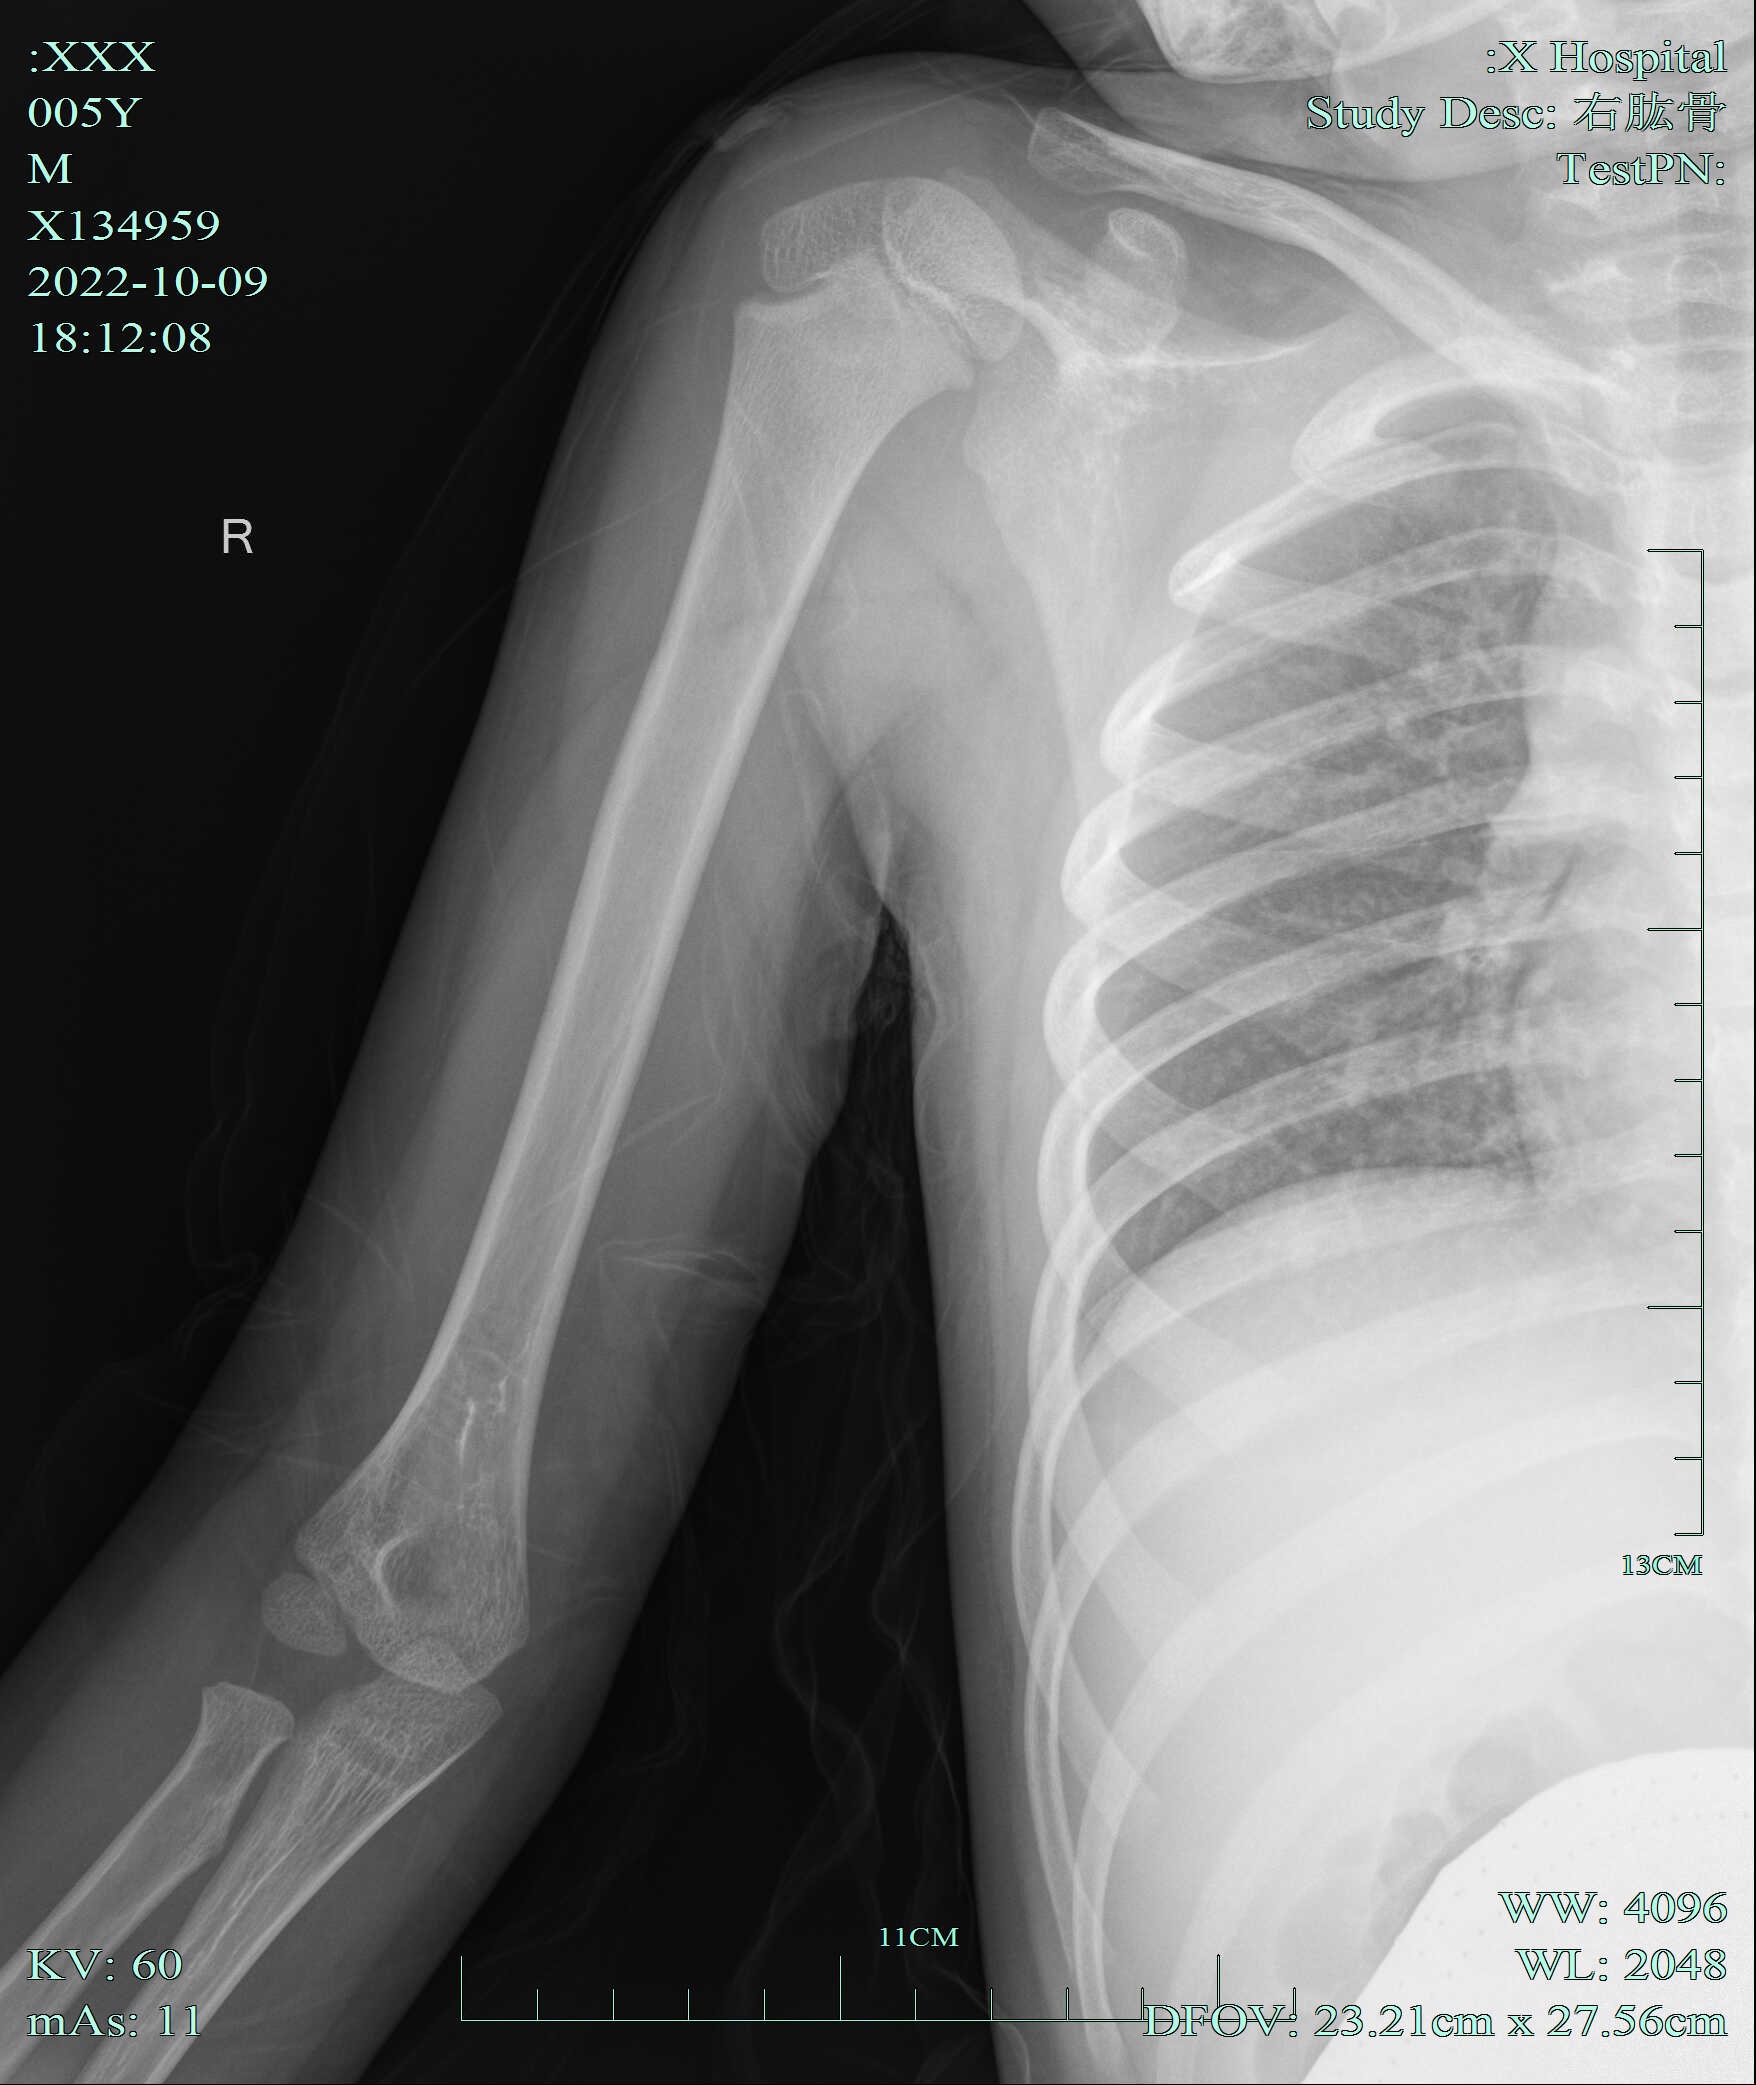 :XXX
005Y
M
X134959
2022-10-09
18:12:08
:X Hospital
Study Desc: 右肱骨
TestPN:
R
13CM
11CM
KV: 60
mAs: 11
WW: 4096
WL: 2048
DFOV: 23.21cm x 27.56cm